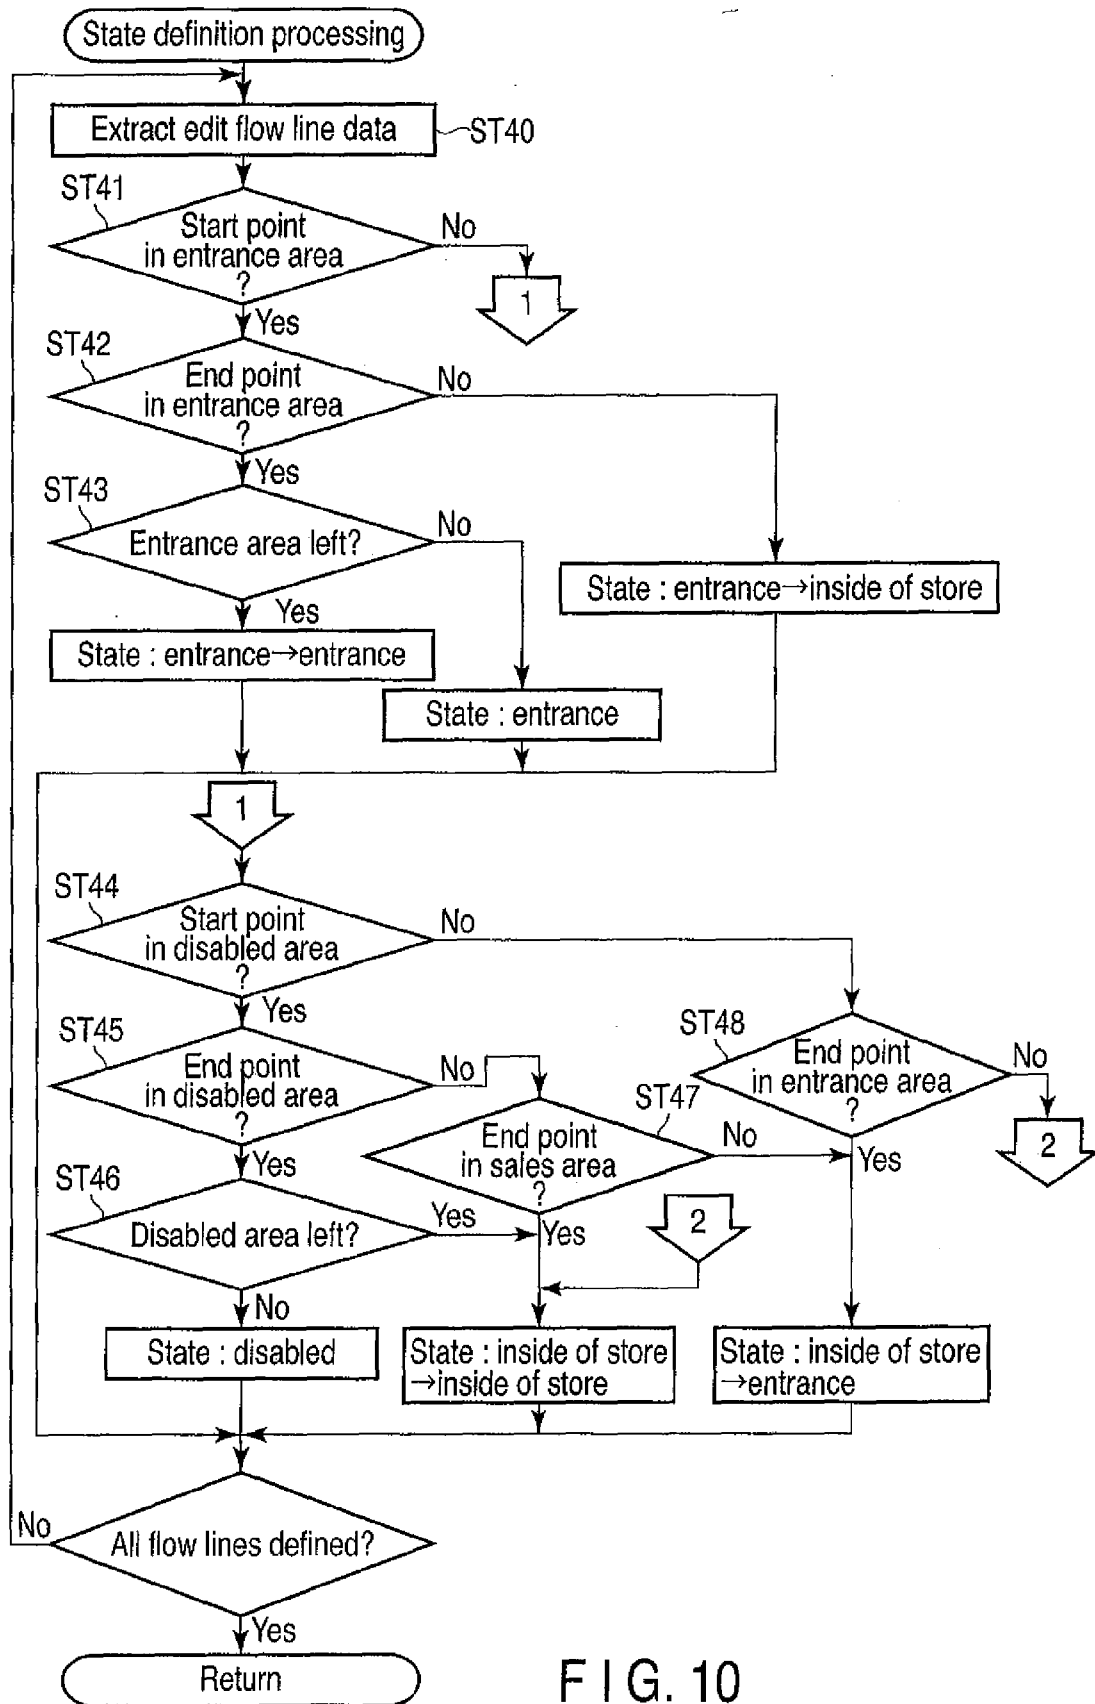 State definition processing
Extract edit flow line data
ST40
ST41
Start point
in entrance area
?
No
1
Yes
ST42
End point
in entrance area
?
No
Yes
ST43
Entrance area left?
No
State : entrance→inside of store
Yes
State : entrance→entrance
State : entrance
1
ST44
Start point
in disabled area
?
No
Yes
ST45
End point
in disabled area
?
No
ST48
End point
in entrance area
?
No
2
ST47
End point
in sales area
?
No
Yes
Yes
ST46
Disabled area left?
Yes
Yes
2
No
State : disabled
State : inside of store
→inside of store
State : inside of store
→entrance
No
All flow lines defined?
Yes
Return
FIG. 10